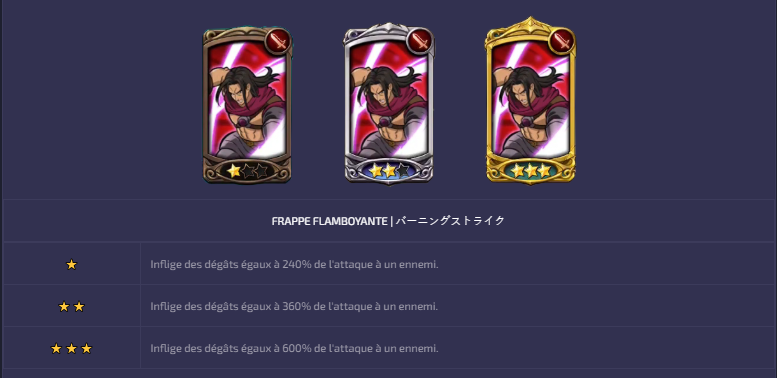 FRAPPE FLAMBOYANTE | バーニングストライク
Inflige des dégâts égaux à 240% de l'attaque à un ennemi.
Inflige des dégâts égaux à 360% de l'attaque à un ennemi.
Inflige des dégâts égaux à 600% de l'attaque à un ennemi.